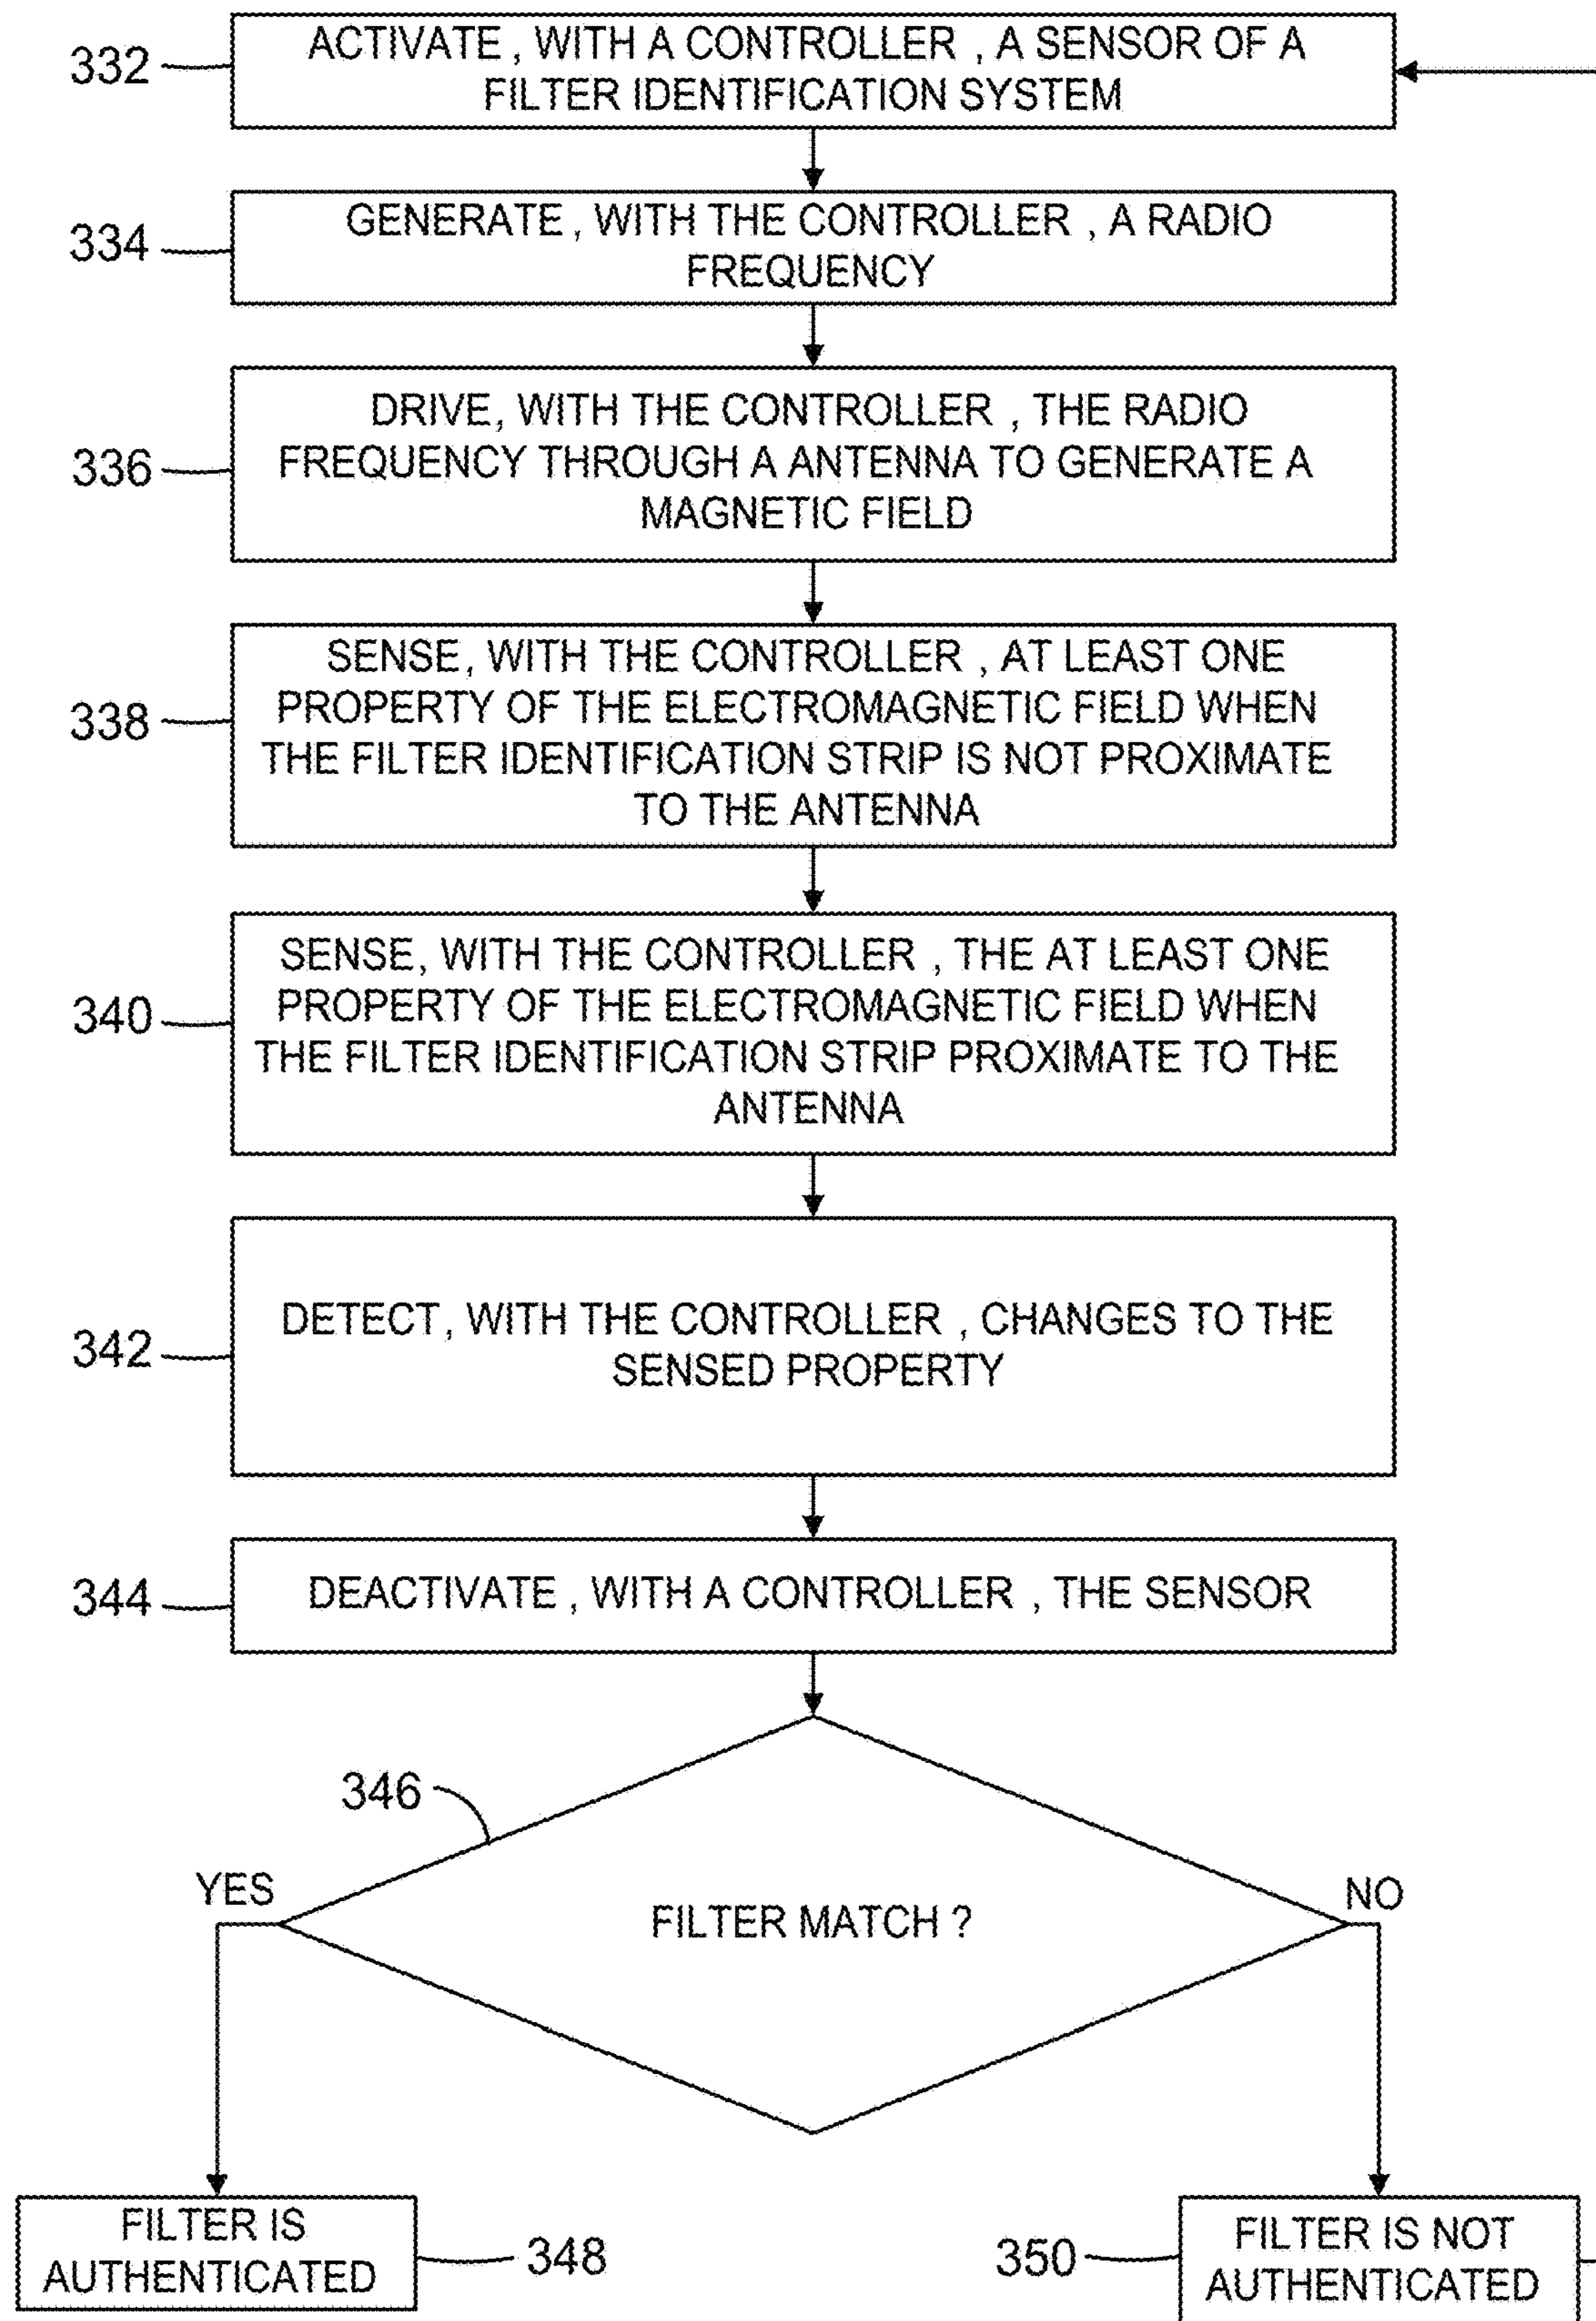 332
ACTIVATE , WITH A CONTROLLER , A SENSOR OF A
FILTER IDENTIFICATION SYSTEM
334
GENERATE , WITH THE CONTROLLER , A RADIO
FREQUENCY
336
DRIVE, WITH THE CONTROLLER , THE RADIO
FREQUENCY THROUGH A ANTENNA TO GENERATE A
MAGNETIC FIELD
338
SENSE, WITH THE CONTROLLER , AT LEAST ONE
PROPERTY OF THE ELECTROMAGNETIC FIELD WHEN
THE FILTER IDENTIFICATION STRIP IS NOT PROXIMATE
TO THE ANTENNA
340
SENSE, WITH THE CONTROLLER , THE AT LEAST ONE
PROPERTY OF THE ELECTROMAGNETIC FIELD WHEN
THE FILTER IDENTIFICATION STRIP PROXIMATE TO THE
ANTENNA
342
DETECT, WITH THE CONTROLLER , CHANGES TO THE
SENSED PROPERTY
344
DEACTIVATE , WITH A CONTROLLER , THE SENSOR
346
YES
FILTER MATCH ?
NO
FILTER IS
AUTHENTICATED
348
350
FILTER IS NOT
AUTHENTICATED